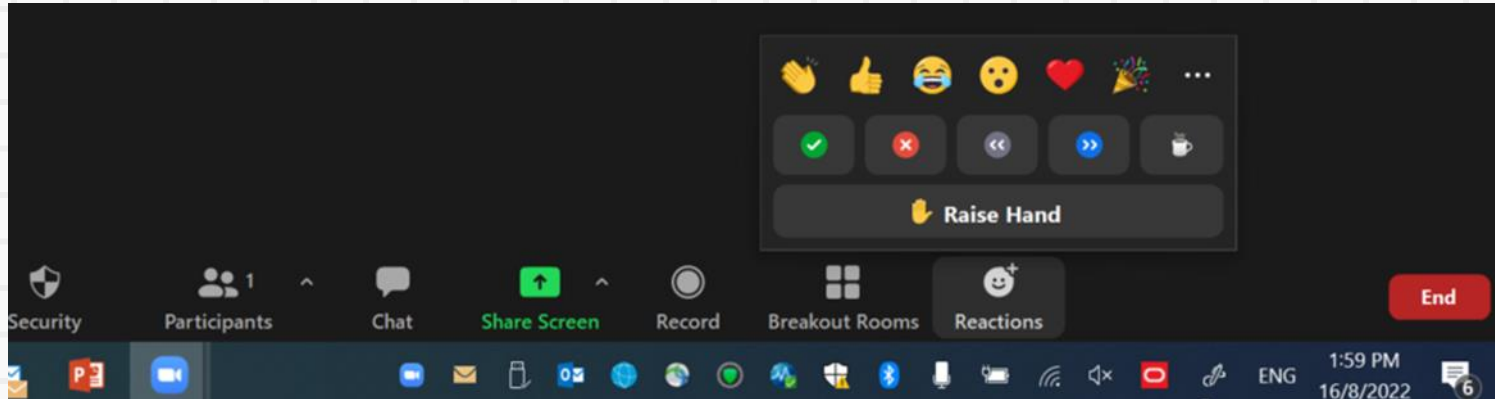 Raise Hand
1
Security Participants Chat Share Screen Record Breakout Rooms Reactions End
ENG 1:59 PM
16/8/2022 6